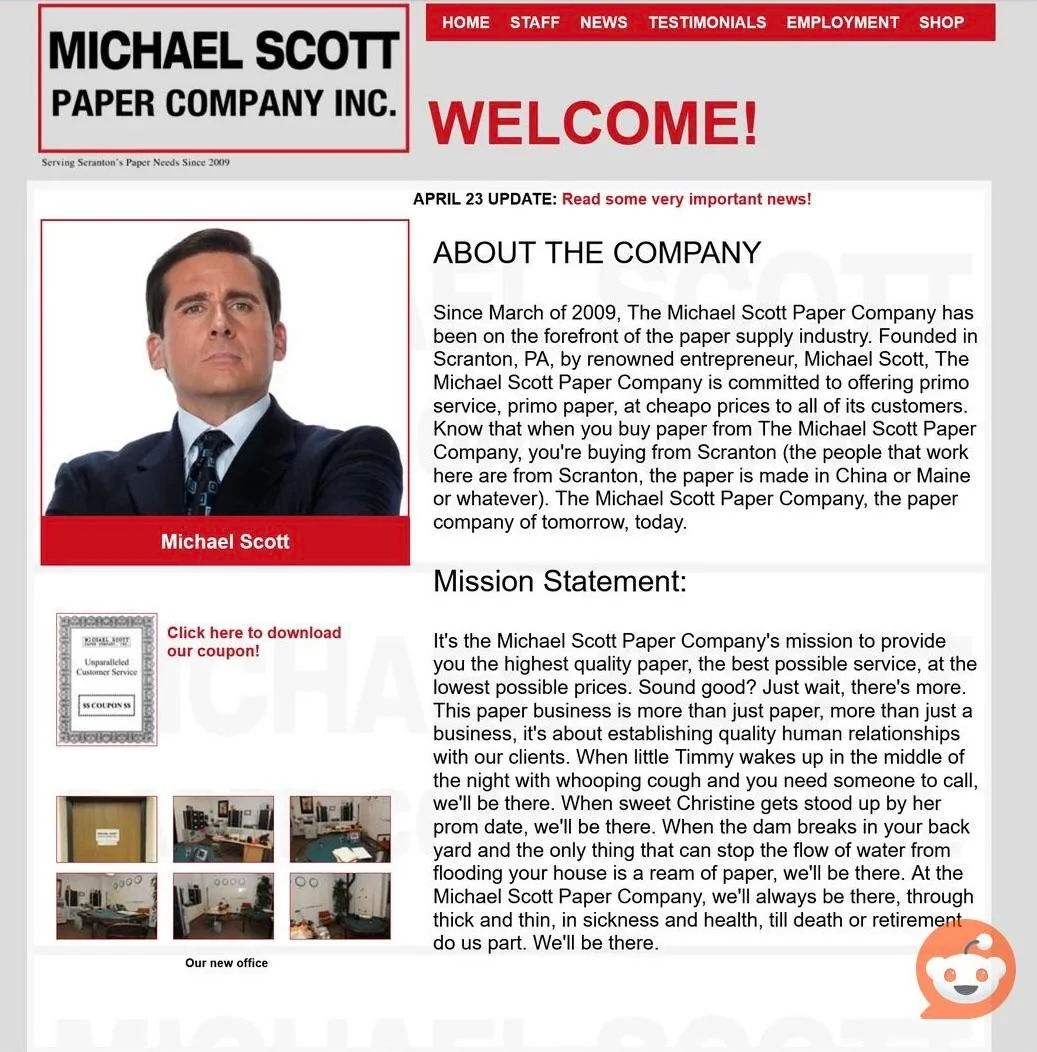 MICHAEL SCOTT
PAPER COMPANY INC.
Serving Scranton's Paper Needs Since 2009
HOME STAFF NEWS TESTIMONIALS EMPLOYMENT SHOP
WELCOME!
APRIL 23 UPDATE: Read some very important news!
Michael Scott
ABOUT THE COMPANY
Since March of 2009, The Michael Scott Paper Company has
been on the forefront of the paper supply industry. Founded in
Scranton, PA, by renowned entrepreneur, Michael Scott, The
Michael Scott Paper Company is committed to offering primo
service, primo paper, at cheapo prices to all of its customers.
Know that when you buy paper from The Michael Scott Paper
Company, you're buying from Scranton (the people that work
here are from Scranton, the paper is made in China or Maine
or whatever). The Michael Scott Paper Company, the paper
company of tomorrow, today.
MICHAEL SCOTT
PAPER COMPANY, INC.
Unparalleled
Customer Service
$$ COUPON $$
Click here to download
our coupon!
Our new office
Mission Statement:
It's the Michael Scott Paper Company's mission to provide
you the highest quality paper, the best possible service, at the
lowest possible prices. Sound good? Just wait, there's more.
This paper business is more than just paper, more than just a
business, it's about establishing quality human relationships
with our clients. When little Timmy wakes up in the middle of
the night with whooping cough and you need someone to call,
we'll be there. When sweet Christine gets stood up by her
prom date, we'll be there. When the dam breaks in your back
yard and the only thing that can stop the flow of water from
flooding your house is a ream of paper, we'll be there. At the
Michael Scott Paper Company, we'll always be there, through
thick and thin, in sickness and health, till death or retirement
do us part. We'll be there.
MICHAEL SCOTT